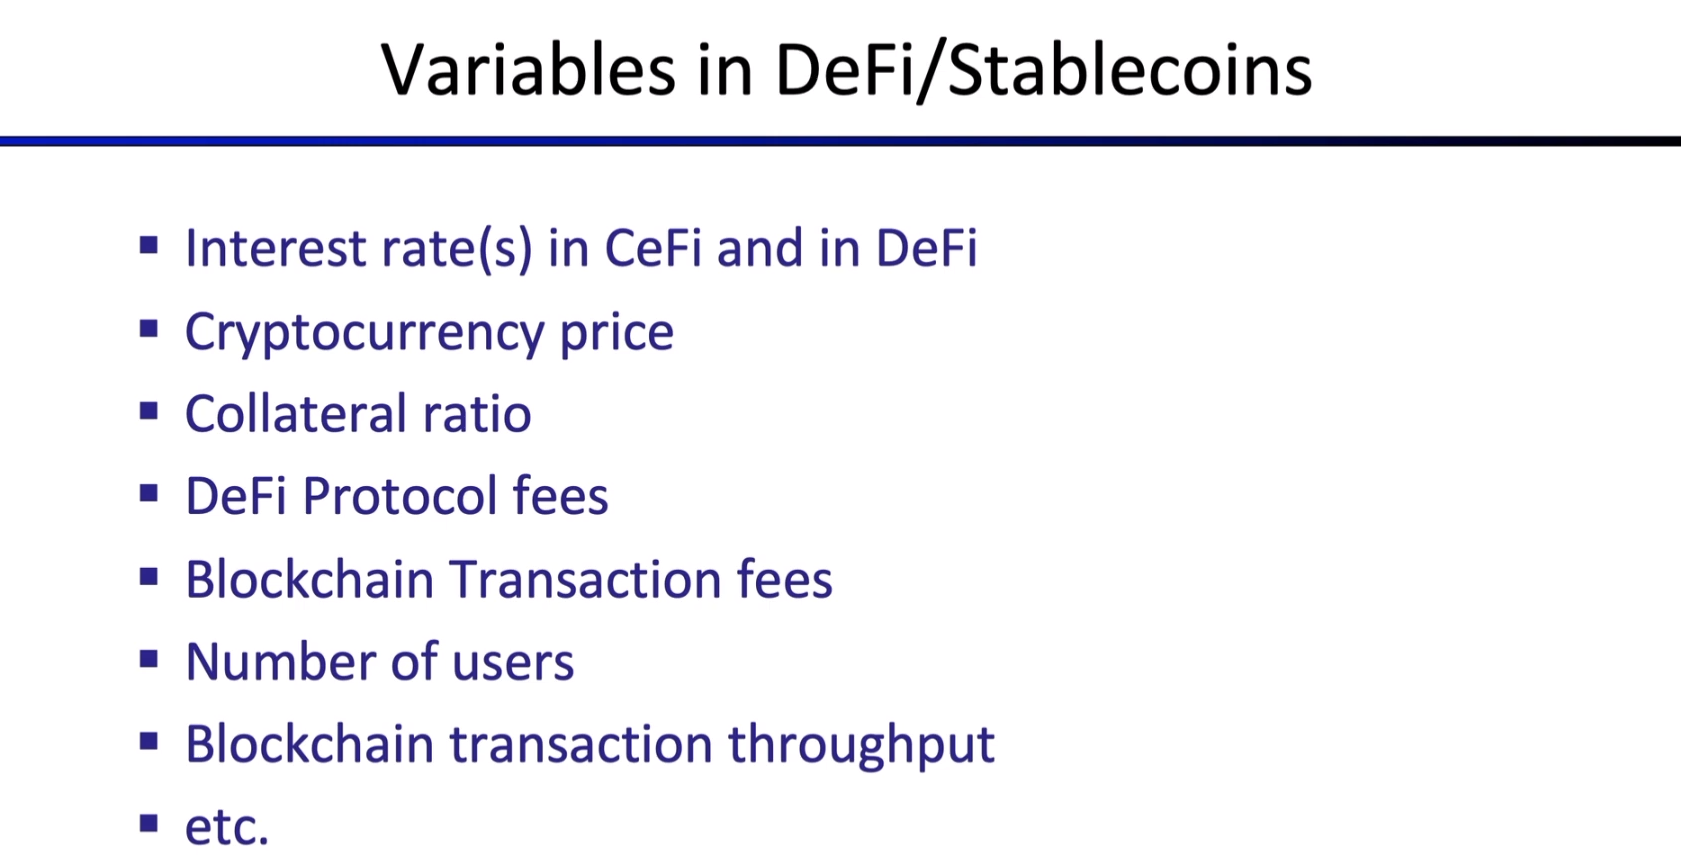 Variables in DeFi/Stablecoins
▪ Interest rate(s) in CeFi and in DeFi
▪ Cryptocurrency price
▪ Collateral ratio
▪ DeFi Protocol fees
▪ Blockchain Transaction fees
▪ Number of users
▪ Blockchain transaction throughput
▪ etc.